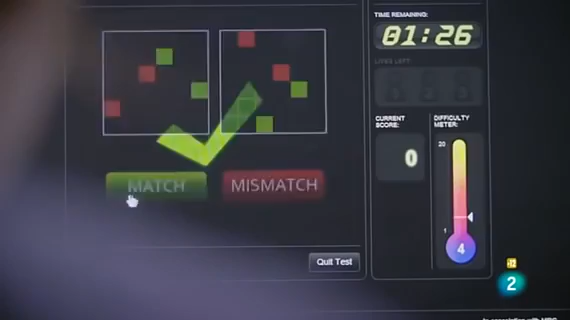 TIME REMAINING:
01:26
LIVES LEFT:
CURRENT
SCORE:
0
DIFFICULTY
METER:
20
1
4
MATCH
MISMATCH
Quit Test
+12
2